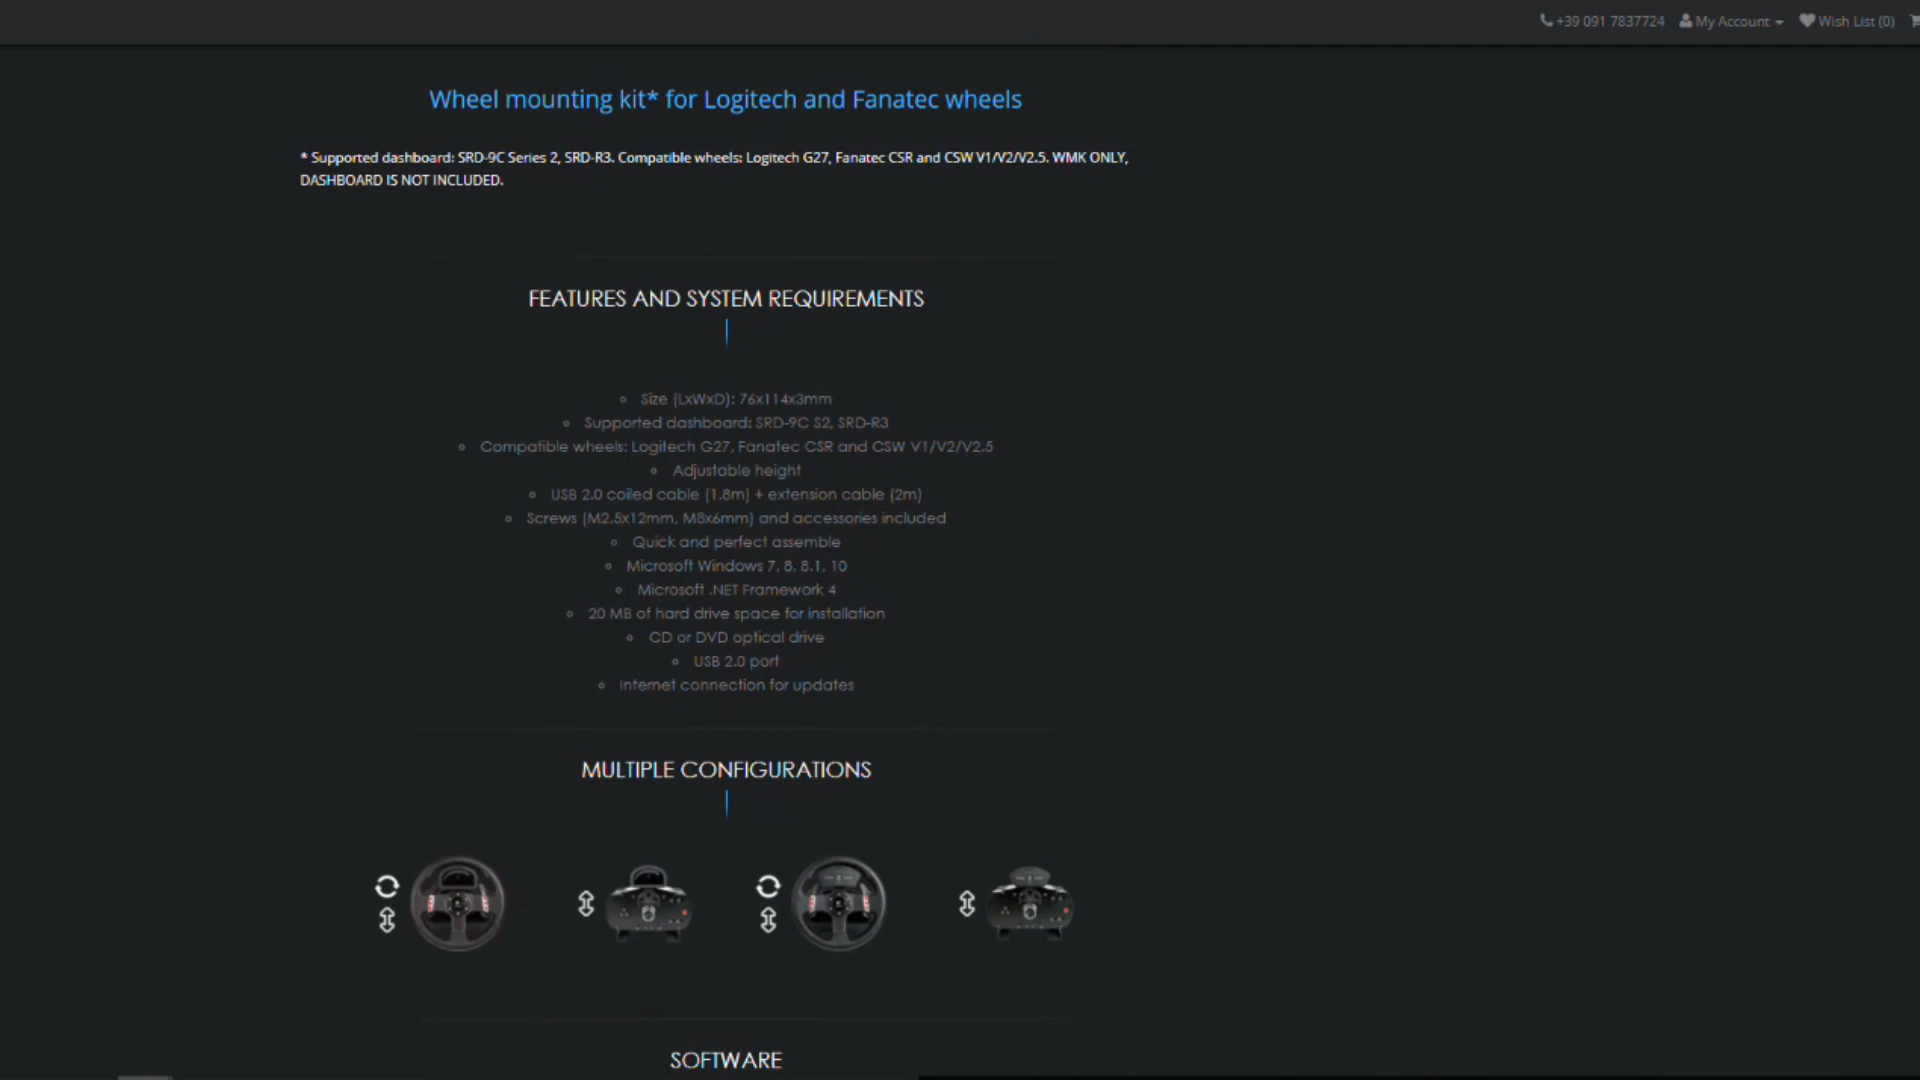 +39 091 7837724 My Account Wish List (0)
Wheel mounting kit* for Logitech and Fanatec wheels
* Supported dashboard: SRD-9C Series 2, SRD-R3. Compatible wheels: Logitech G27, Fanatec CSR and CSW V1/V2/V2.5. WMK ONLY,
DASHBOARD IS NOT INCLUDED.
FEATURES AND SYSTEM REQUIREMENTS
Size (LxWxD): 76x114x3mm
Supported dashboard: SRD-9C S2, SRD-R3
Compatible wheels: Logitech G27, Fanatec CSR and CSW V1/V2/V2.5
Adjustable height
USB 2.0 coiled cable (1.8m) + extension cable (2m)
Screws (M2.5x12mm, M8x6mm) and accessories included
Quick and perfect assemble
Microsoft Windows 7, 8, 8.1, 10
Microsoft .NET Framework 4
20 MB of hard drive space for installation
CD or DVD optical drive
USB 2.0 port
Internet connection for updates
MULTIPLE CONFIGURATIONS
SOFTWARE